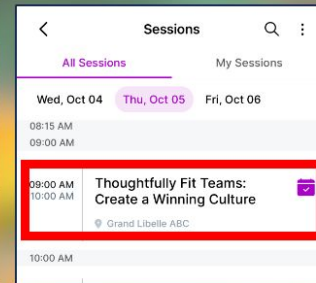 Sessions
All Sessions
My Sessions
Wed, Oct 04
Thu, Oct 05
Fri, Oct 06
08:15 AM
09:00 AM
09:00 AM
10:00 AM
Thoughtfully Fit Teams:
Create a Winning Culture
Grand Libelle ABC
10:00 AM